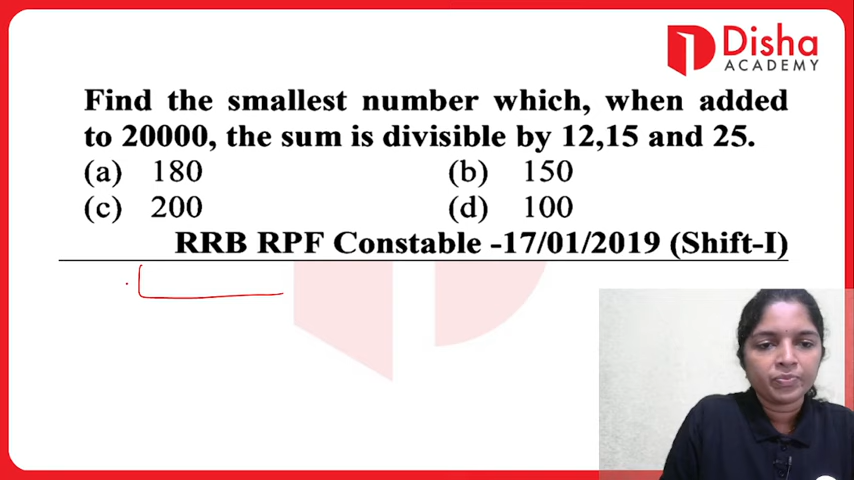 Disha
ACADEMY
Find the smallest number which, when added
to 20000, the sum is divisible by 12,15 and 25.
(a) 180 (b) 150
(c) 200 (d) 100
RRB RPF Constable -17/01/2019 (Shift-I)